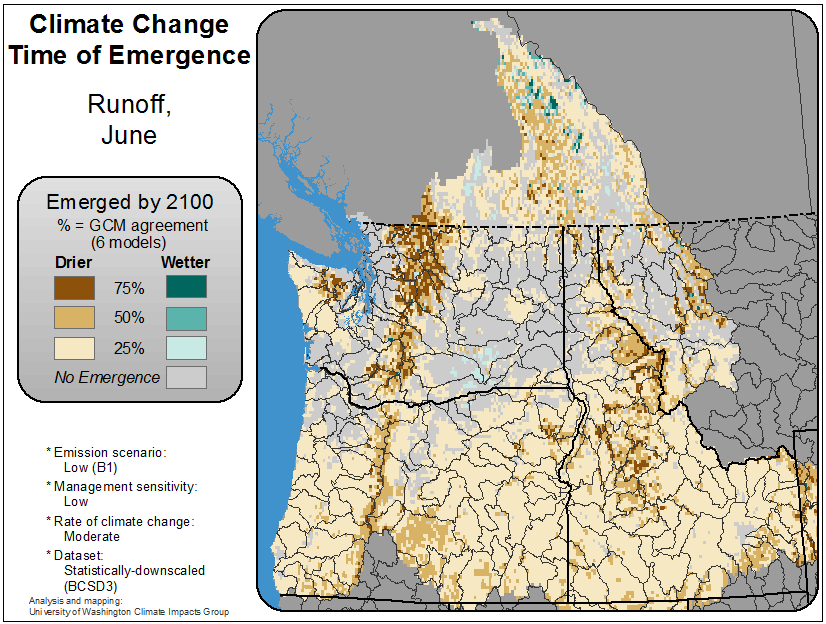 Climate Change
Time of Emergence
Runoff,
June
Emerged by 2100
% = GCM agreement
(6 models)
Drier Wetter
75%
50%
25%
No Emergence
* Emission scenario:
Low (B1)
* Management sensitivity:
Low
* Rate of climate change:
Moderate
* Dataset:
Statistically-downscaled
(BCSD3)
Analysis and mapping:
University of Washington Climate Impacts Group